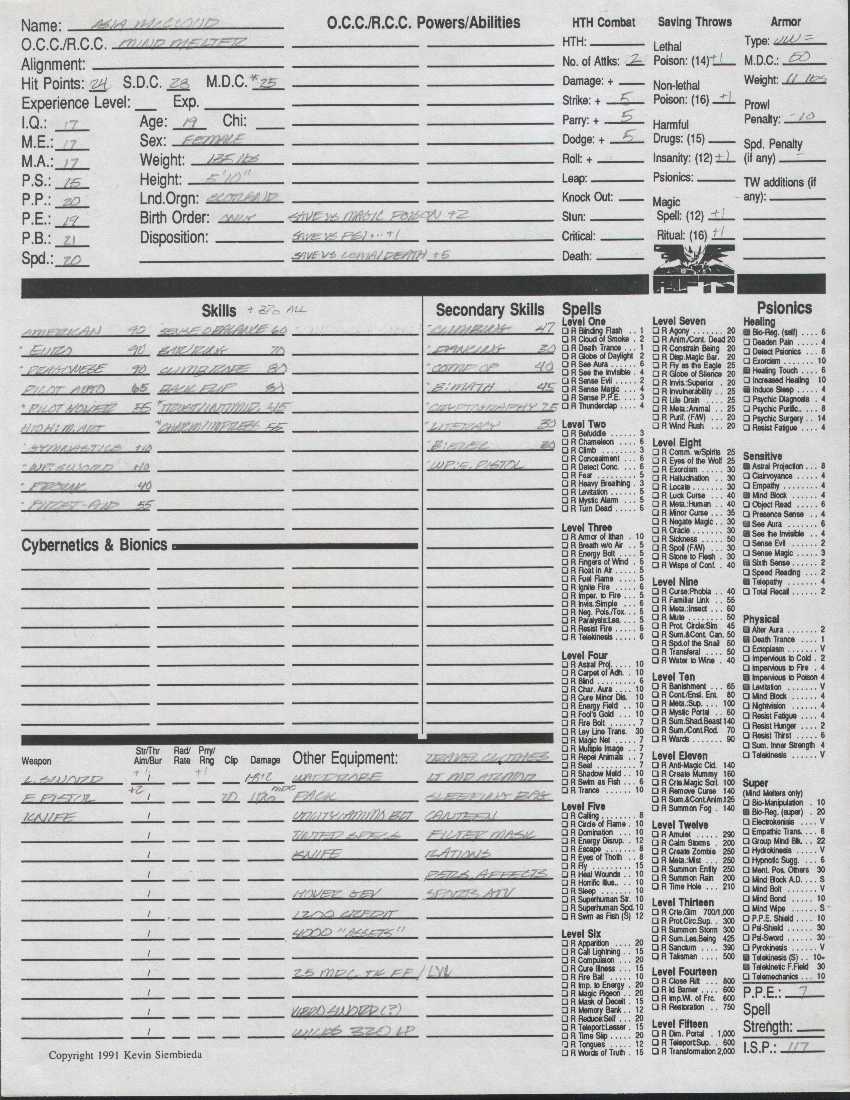 Name: ASIA McCLOUD
O.C.C./R.C.C. MIND MELTER
Alignment:
Hit Points: 24 S.D.C. 23 M.D.C. *25
Experience Level: Exp.
I.Q.: 17 Age: 19 Chi:
M.E.: 17 Sex: FEMALE
M.A.: 17 Weight: 135 lbs
P.S.: 15 Height: 5'10"
P.P.: 20 Lnd.Orgn: SCOTLAND
P.E.: 19 Birth Order: ONLY
P.B.: 21 Disposition:
Spd.: 20
O.C.C./R.C.C. Powers/Abilities
SAVE VS MAGIC POISON +2
SAVE VS PSI +1
SAVE VS COMA/DEATH +5
HTH Combat
HTH:
No. of Attks: 2
Damage: +
Strike: + 5
Parry: + 5
Dodge: + 5
Roll: +
Leap:
Knock Out:
Stun:
Critical:
Death:
Saving Throws
Lethal
Poison: (14) +1
Non-lethal
Poison: (16) +1
Harmful
Drugs: (15)
Insanity: (12) +1
Psionics:
Magic
Spell: (12) +1
Ritual: (16) +1
Armor
Type:
M.D.C.: 50
Weight: 11 lbs
Prowl
Penalty: -10
Spd. Penalty
(if any) -
TW additions (if
any):
RIFTS
Skills
AMERICAN 90 SENSE O BALANCE 60
EURO 90 BAR/RING 70
DRAGONESE 90 CLIMB ROPE 80
PILOT AUTO 65 BACK FLIP 80
PILOT HOVER 55 TRUST/INTIMID. 45
CHARM/IMPRESS 55
GYMNASTICS +10
W.P. SWORD
PROWL 40
55
Secondary Skills
CLIMBING 47
DANCING 30
COMP OP 40
B. MATH 45
CRYPTOGRAPHY 25
LITERACY 30
30
W.P. E. PISTOL
Cybernetics & Bionics
Weapon Str/Thr Aim/Bur Rad/Rate Pny/Rng Clip Damage
L. SWORD +1 / +1
E PISTOL +2 / 20 MDC
KNIFE
Other Equipment:
WARDROBE
PACK
UTILITY/AMMO BLT
TINTED SPECS
KNIFE
HOVER
1200 CREDIT
4000 "ASSETS"
25 MDC TK FF / LVL
VIBRO SWORD (?)
TRAVEL CLOTHES
SLEEPING BAG
CANTEEN
FILTER MASK
RATIONS
PERS. AFFECTS
SPORTS ATV
Spells
Level One
R Blinding Flash .. 1
R Cloud of Smoke . 2
R Death Trance ... 1
R Globe of Daylight 2
R See Aura ...... 6
R See the Invisible . 4
R Sense Evil ..... 2
R Sense Magic ... 4
R Sense P.P.E. ... 3
R Thunderclap .... 4
Level Two
R Befuddle ...... 3
R Chameleon .... 6
R Climb ........ 3
R Concealment ... 6
R Detect Conc. ... 6
R Fear ......... 5
R Heavy Breathing . 3
R Levitation ..... 5
R Mystic Alarm ... 5
R Turn Dead ..... 6
Level Three
R Armor of Ithan . 10
R Breath w/o Air .. 5
R Energy Bolt .... 5
R Fingers of Wind . 5
R Float in Air ..... 5
R Fuel Flame .... 5
R Ignite Fire ..... 6
R Imper. to Fire ... 5
R Invis.:Simple ... 6
R Neg. Pois./Tox. .. 5
R Paralysis:Les. ... 5
R Resist Fire ..... 6
R Telekinesis .... 6
Level Four
R Astral Proj. .... 10
R Carpet of Adh. . 10
R Blind ......... 6
R Char. Aura .... 10
R Cure Minor Dis. 10
R Energy Field .. 10
R Fool's Gold ... 10
R Fire Bolt ...... 7
R Ley Line Trans. 30
R Magic Net ..... 7
R Multiple Image .. 7
R Repel Animals .. 7
R Seal ......... 7
R Shadow Meld .. 10
R Swim as Fish ... 6
R Trance ....... 10
Level Five
R Calling ........ 8
R Circle of Flame . 10
R Domination ... 10
R Energy Disrup. . 12
R Escape ....... 8
R Eyes of Thoth .. 8
R Fly .......... 15
R Heal Wounds .. 10
R Horrific Illus... 10
R Sleep ....... 10
R Superhuman Str. 10
R Superhuman Spd. 10
R Swim as Fish (S) 12
Level Six
R Apparition .... 20
R Call Lightning .. 15
R Compulsion ... 20
R Cure Illness ... 15
R Fire Ball ...... 15
R Imp. to Energy . 20
R Magic Pigeon .. 20
R Mask of Deceit . 15
R Memory Bank .. 12
R Reduce:Self ... 20
R Teleport:Lesser . 15
R Time Slip ..... 20
R Tongues ..... 12
R Words of Truth . 15
Level Seven
R Agony ....... 20
R Anim./Cont. Dead 20
R Constrain Being 20
R Disp.Magic Bar. 20
R Fly as the Eagle 25
R Globe of Silence 20
R Invis:Superior 20
R Invulnerability .. 25
R Life Drain .... 25
R Meta.:Animal .. 25
R Purif. (F/W) .. 20
R Wind Rush ... 20
Level Eight
R Comm. w/Spirits 25
R Eyes of the Wolf 25
R Exorcism .... 30
R Hallucination .. 30
R Locate ...... 30
R Luck Curse ... 40
R Meta.:Human .. 40
R Minor Curse .. 35
R Negate Magic .. 30
R Oracle ...... 30
R Sickness .... 50
R Spoil (F/W) ... 30
R Stone to Flesh . 30
R Wisps of Conf. . 40
Level Nine
R Curse:Phobia .. 40
R Familiar Link .. 55
R Meta.:Insect ... 60
R Mute ....... 50
R Prot. Circle:Sim 45
R Sum.&Cont. Can. 50
R Spd.of the Snail 50
R Transferal .... 50
R Water to Wine . 40
Level Ten
R Banishment ... 65
R Cont./Ensl. Ent. 80
R Meta.:Sup. ... 100
R Mystic Portal .. 60
R Sum.Shad.Beast 140
R Sum./Cont.Rod. 70
R Wards ...... 90
Level Eleven
R Anti-Magic Cld. 140
R Create Mummy 160
R Crte.Magic Scrol. 100
R Remove Curse 140
R Sum.&Cont.Anim.125
R Summon Fog . 140
Level Twelve
R Amulet ..... 290
R Calm Storms . 200
R Create Zombie 250
R Meta.:Mist ... 250
R Summon Entity 250
R Summon Rain 200
R Time Hole ... 210
Level Thirteen
R Crte.Glm 700/1,000
R Prot.Circ.Sup. . 300
R Summon Storm 300
R Sum.Les.Being 425
R Sanctum .... 390
R Talisman .... 500
Level Fourteen
R Close Rift ... 800
R Id Barrier .... 600
R Imp.Wl. of Frc. 600
R Restoration ... 750
Level Fifteen
R Dim. Portal . 1,000
R Teleport:Sup. . 600
R Transformation 2,000
Psionics
Healing
Bio-Reg. (self) .... 6
Deaden Pain ..... 4
Detect Psionics ... 6
Exorcism ...... 10
Healing Touch .... 6
Increased Healing 10
Induce Sleep .... 4
Psychic Diagnosis . 4
Psychic Purific. .. 8
Psychic Surgery .. 14
Resist Fatigue .... 4
Sensitive
Astral Projection ... 8
Clairvoyance .... 4
Empathy ....... 4
Mind Block ..... 4
Object Read .... 6
Presence Sense .. 4
See Aura ...... 6
See the Invisible .. 4
Sense Evil ...... 2
Sense Magic .... 3
Sixth Sense ..... 2
Speed Reading ... 2
Telepathy ...... 4
Total Recall ..... 2
Physical
Alter Aura ....... 2
Death Trance .... 1
Ectoplasm ...... V
Impervious to Cold . 2
Impervious to Fire . 4
Impervious to Poison 4
Levitation ....... V
Mind Block ...... 4
Nightvision ...... 4
Resist Fatigue .... 4
Resist Hunger .... 2
Resist Thirst ..... 6
Sum. Inner Strength 4
Telekinesis ..... V
Super
(Mind Melters only)
Bio-Manipulation . 10
Bio-Reg. (super) . 20
Electrokinesis ... V
Empathic Trans. ... 6
Group Mind Blk. .. 22
Hydrokinesis .... V
Hypnotic Sugg. ... 6
Ment. Pos. Others 30
Mind Block A.D. ... S
Mind Bolt ...... V
Mind Bond ..... 10
Mind Wipe ..... S
P.P.E. Shield .... 10
Psi-Shield ..... 30
Psi-Sword ..... 30
Pyrokinesis ..... V
Telekinesis (S) .. 10+
Telekinetic F.Field 30
Telemechanics ... 10
P.P.E.: 7
Spell
Strength:
I.S.P.: 117
Copyright 1991 Kevin Siembieda